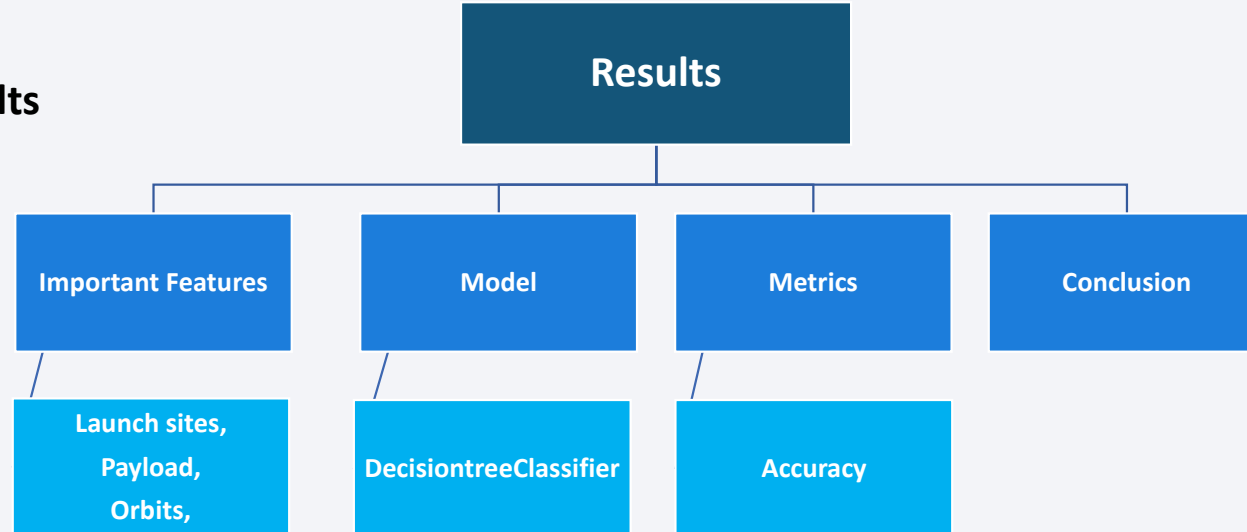 Results
lts
Important Features
Model
Metrics
Conclusion
Launch sites,
Payload,
Orbits,
DecisiontreeClassifier
Accuracy